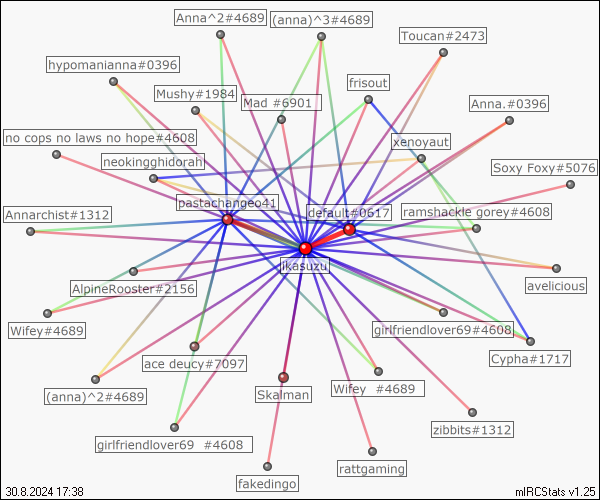 Anna^2#4689
(anna)^3#4689
Toucan#2473
hypomanianna#0396
frisout
Mushy#1984
Mad #6901
Anna.#0396
no cops no laws no hope#4608
xenoyaut
neokingghidorah
Soxy Foxy#5076
pastachangeo41
Annarchist#1312
default#0617
ramshackle gorey#4608
jkasuzu
AlpineRooster#2156
avelicious
Wifey#4689
girlfriendlover69#4608
ace deucy#7097
Cypha#1717
(anna)^2#4689
Skalman
Wifey #4689
zibbits#1312
girlfriendlover69 #4608
rattgaming
fakedingo
30.8.2024 17:38
mIRCStats v1.25